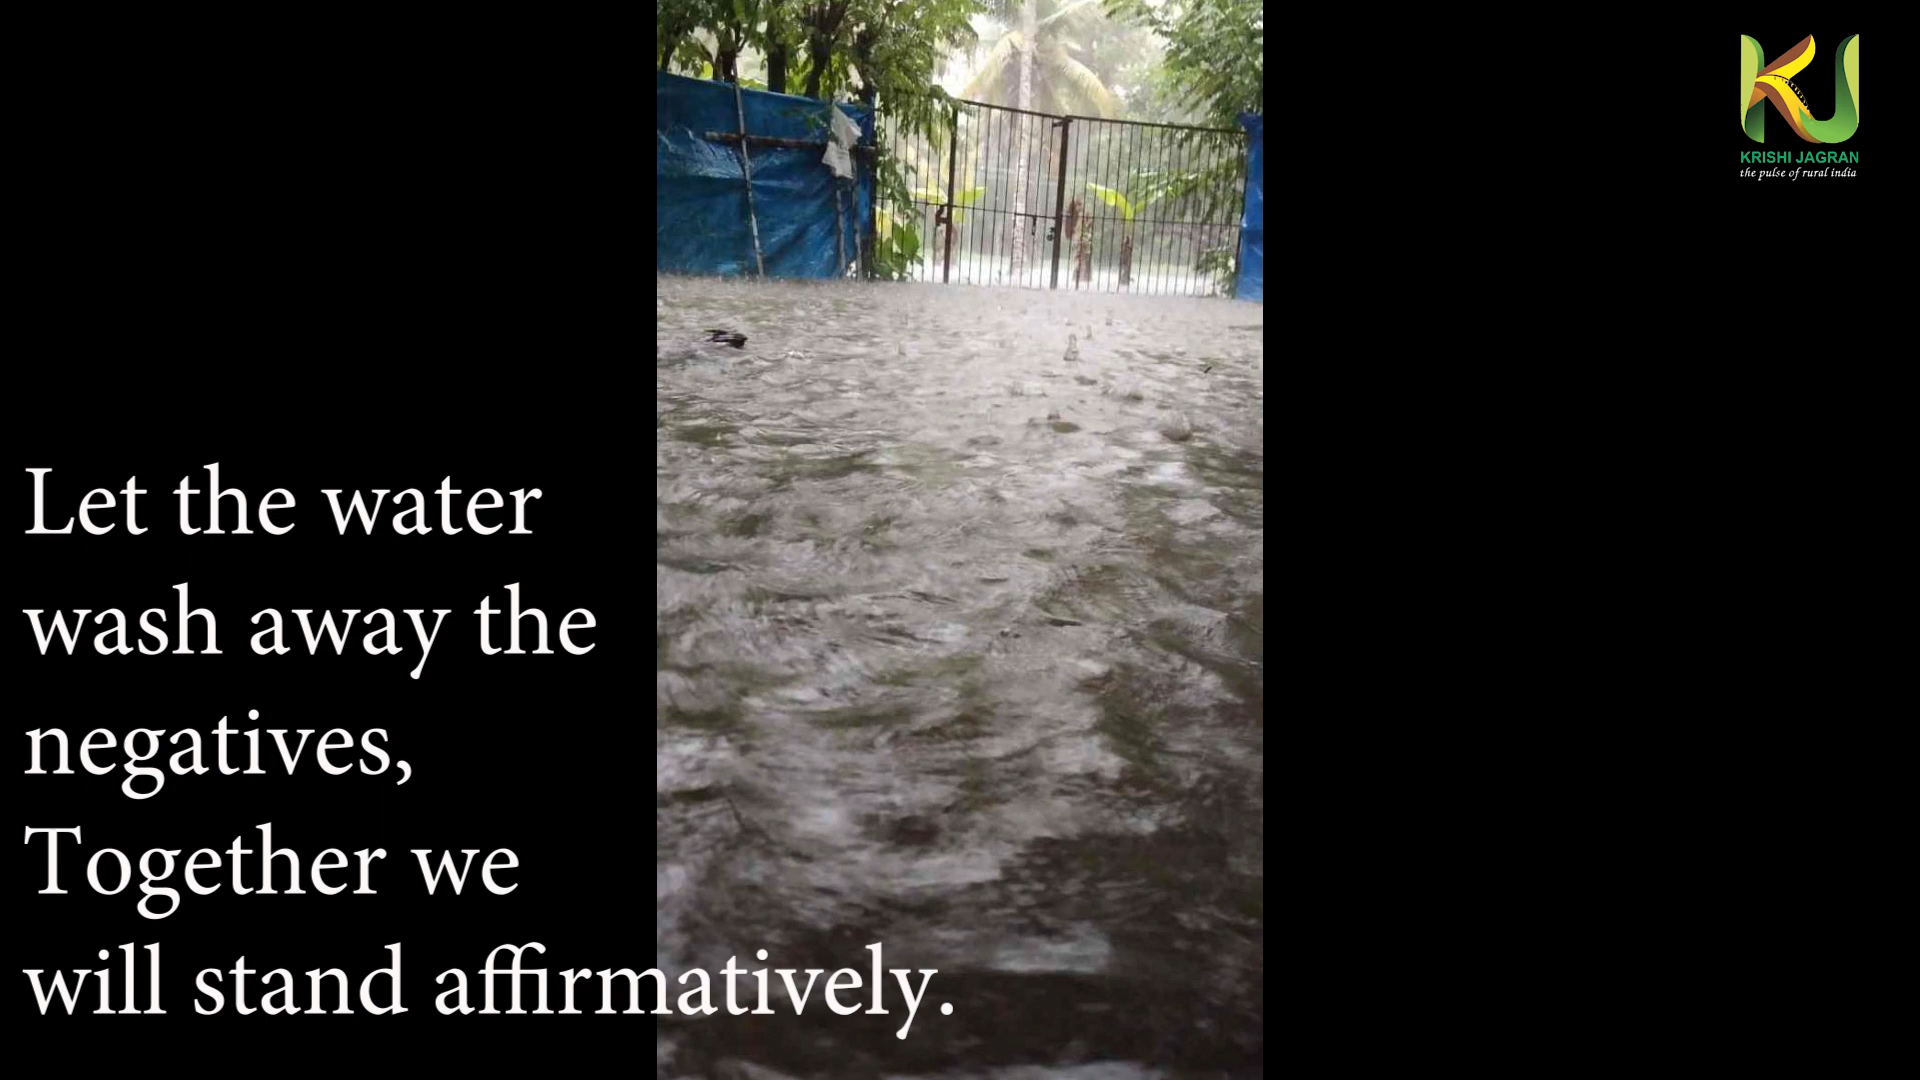 KRISHI JAGRAN
the pulse of rural india
Let the water
wash away the
negatives,
Together we
will stand affirmatively.